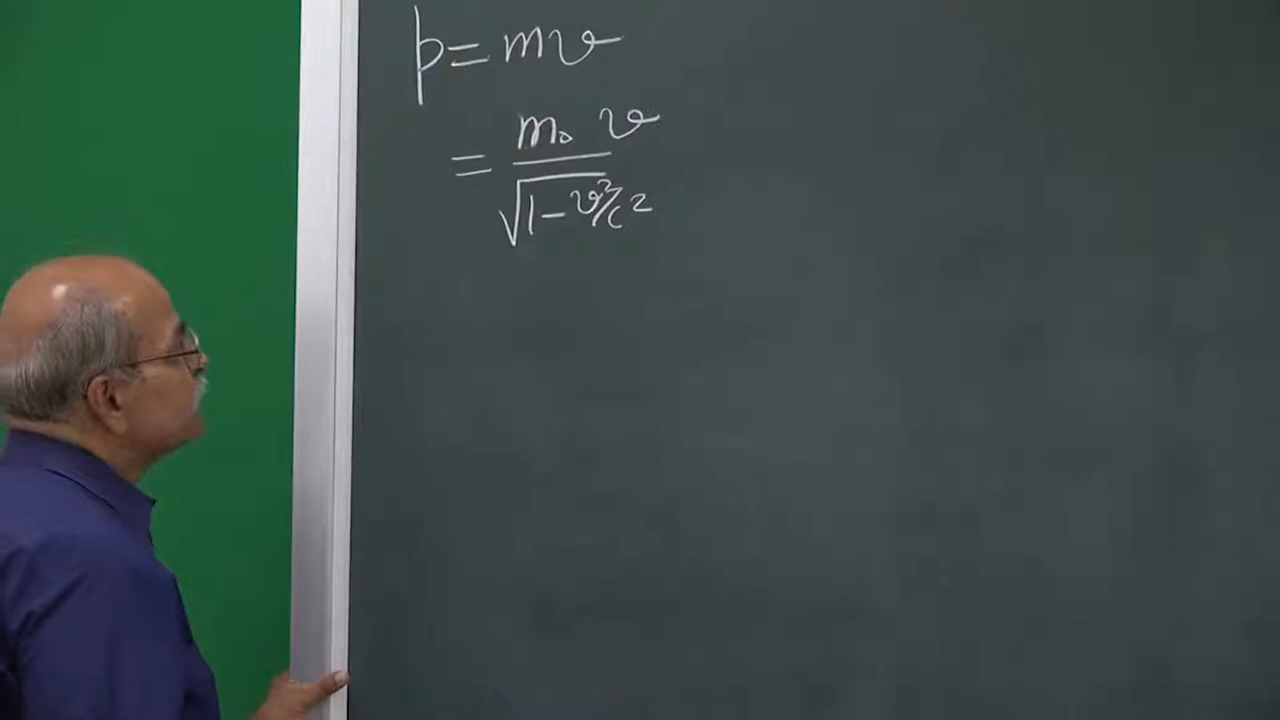 p = mv
= m₀ v / √1 - v²/c²